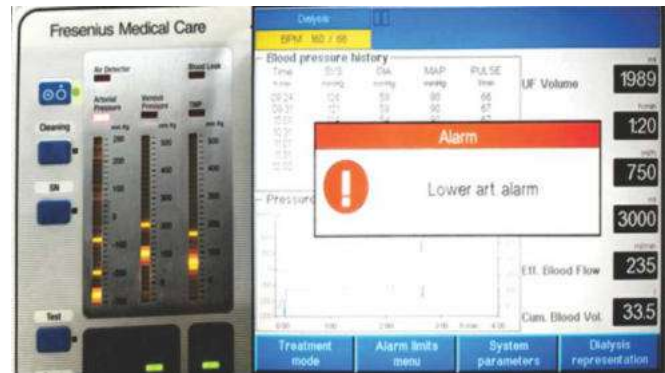 Fresenius Medical Care
Air Detector
Blood Leak
Arterial
Pressure
Venous
Pressure
TMP
Cleaning
SN
Test
Dialysis
BPM 160 / 66
Blood pressure history
Time SYS DIA MAP PULSE
UF Volume
1989
1:20
750
3000
Alarm
Lower art alarm
Pressure
Eff. Blood Flow
235
Cum. Blood Vol.
33.5
Treatment
mode
Alarm limits
menu
System
parameters
Dialysis
representation